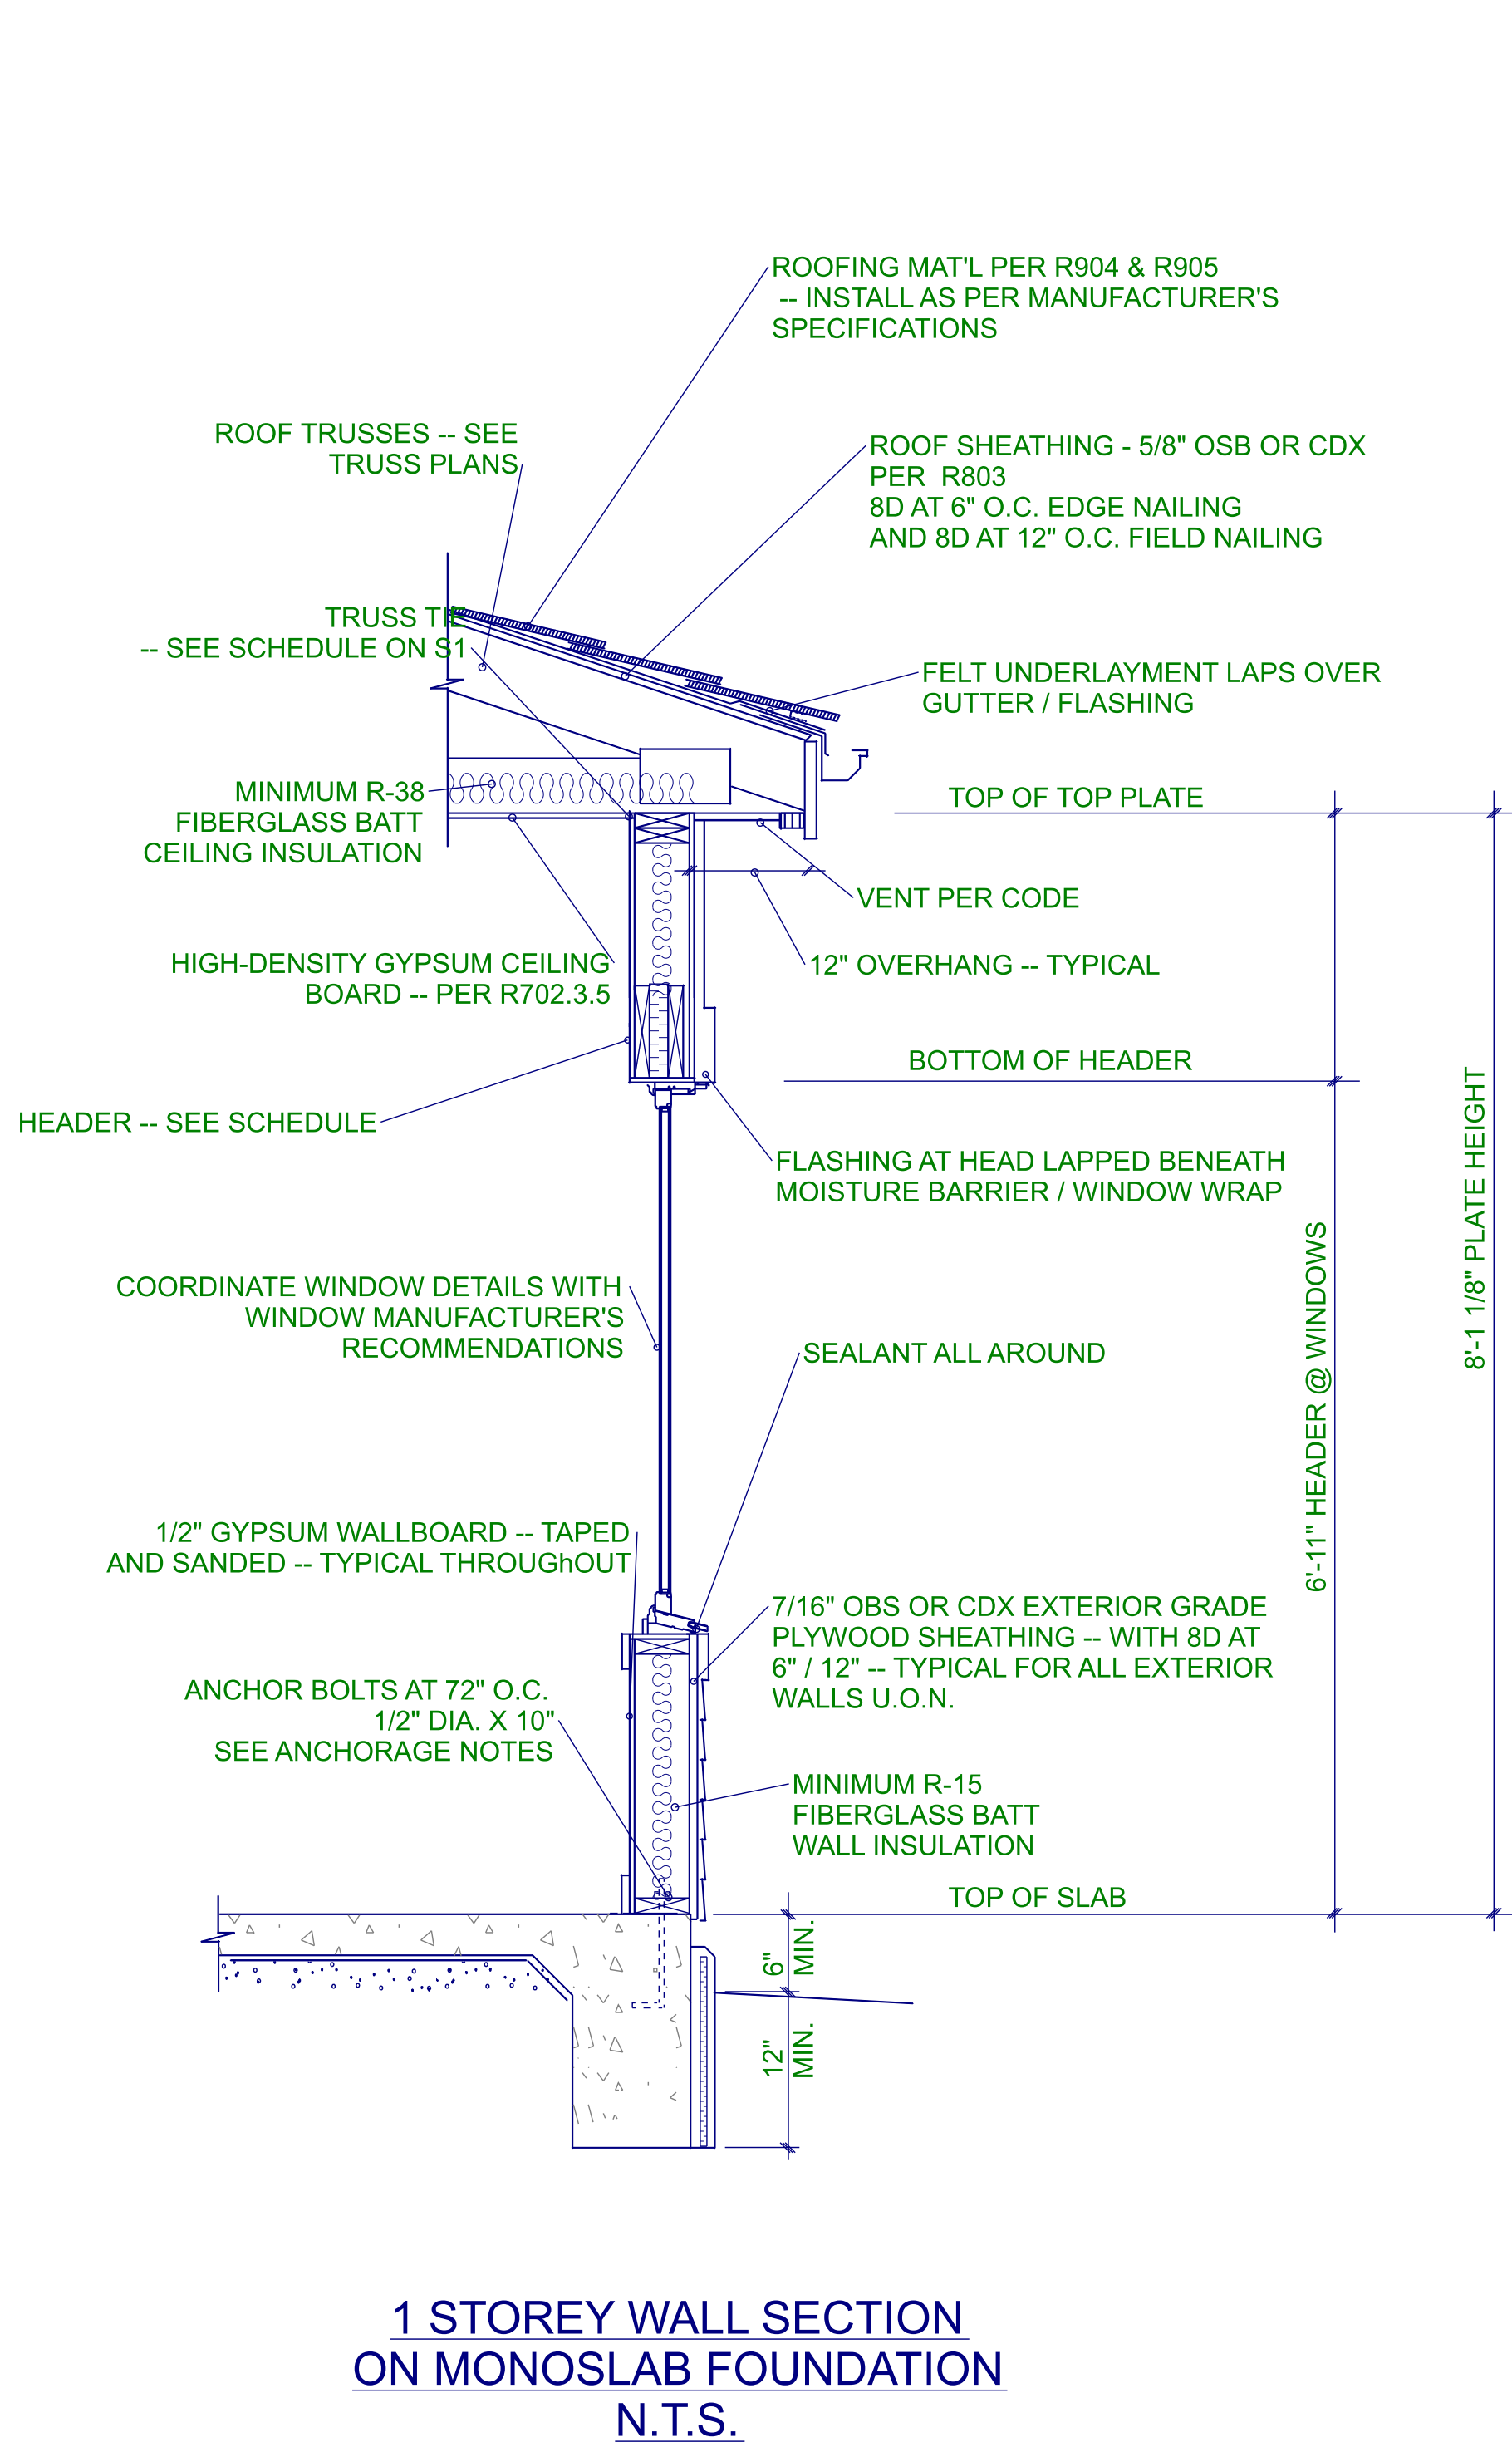 ROOFING MAT'L PER R904 & R905
-- INSTALL AS PER MANUFACTURER'S
SPECIFICATIONS
ROOF TRUSSES -- SEE
TRUSS PLANS
ROOF SHEATHING - 5/8" OSB OR CDX
PER R803
8D AT 6" O.C. EDGE NAILING
AND 8D AT 12" O.C. FIELD NAILING
TRUSS TIE
-- SEE SCHEDULE ON S1
FELT UNDERLAYMENT LAPS OVER
GUTTER / FLASHING
MINIMUM R-38
FIBERGLASS BATT
CEILING INSULATION
TOP OF TOP PLATE
VENT PER CODE
HIGH-DENSITY GYPSUM CEILING
BOARD -- PER R702.3.5
12" OVERHANG -- TYPICAL
BOTTOM OF HEADER
HEADER -- SEE SCHEDULE
FLASHING AT HEAD LAPPED BENEATH
MOISTURE BARRIER / WINDOW WRAP
8'-1 1/8" PLATE HEIGHT
6'-11" HEADER @ WINDOWS
COORDINATE WINDOW DETAILS WITH
WINDOW MANUFACTURER'S
RECOMMENDATIONS
SEALANT ALL AROUND
1/2" GYPSUM WALLBOARD -- TAPED
AND SANDED -- TYPICAL THROUGhOUT
7/16" OBS OR CDX EXTERIOR GRADE
PLYWOOD SHEATHING -- WITH 8D AT
6" / 12" -- TYPICAL FOR ALL EXTERIOR
WALLS U.O.N.
ANCHOR BOLTS AT 72" O.C.
1/2" DIA. X 10"
SEE ANCHORAGE NOTES
MINIMUM R-15
FIBERGLASS BATT
WALL INSULATION
TOP OF SLAB
6"
MIN.
12"
MIN.
1 STOREY WALL SECTION
ON MONOSLAB FOUNDATION
N.T.S.